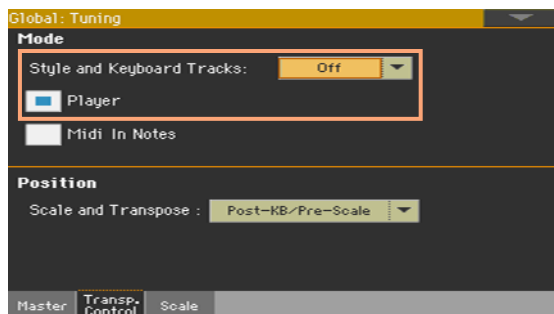 Global: Tuning
Mode
Style and Keyboard Tracks: Off
Player
Midi In Notes
Position
Scale and Transpose : Post-KB/Pre-Scale
Master Transp. Control Scale